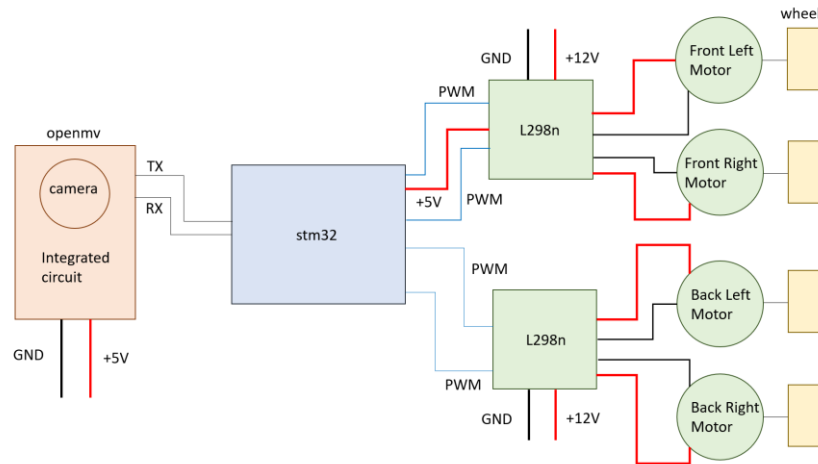 wheel
GND
+12V
Front Left
Motor
PWM
openmv
L298n
TX
camera
RX
+5V
PWM
Front Right
Motor
stm32
Integrated
circuit
PWM
Back Left
Motor
GND
+5V
L298n
PWM
GND
+12V
Back Right
Motor